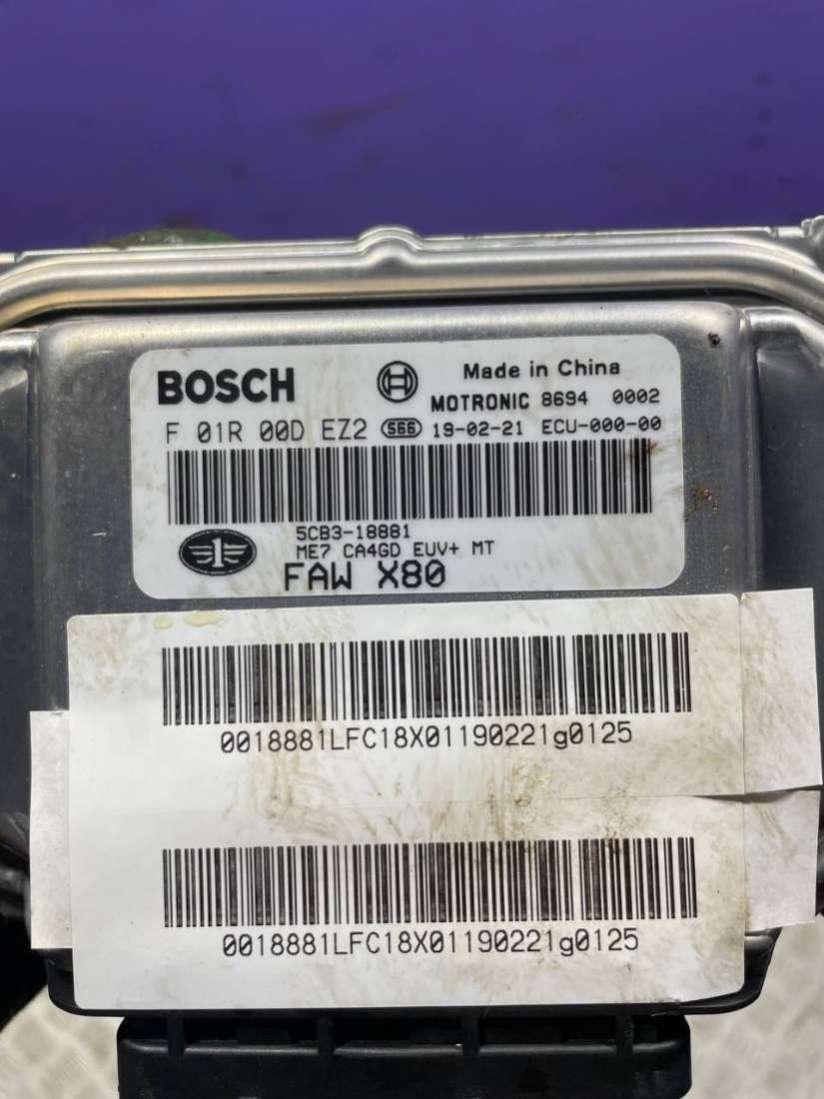 BOSCH
Made in China
MOTRONIC 8694 0002
F 01R 00D EZ2 566 19-02-21 ECU-000-00
5CB3-18881
1
ME7 CA4GD EUV+ MT
FAW X80
0018881LFC18X01190221g0125
0018881LFC18X01190221g0125